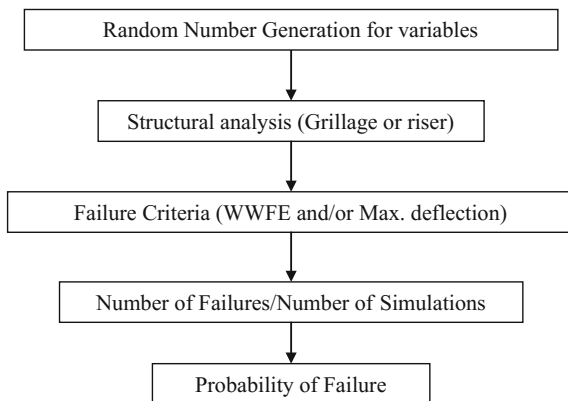 Random Number Generation for variables
Structural analysis (Grillage or riser)
Failure Criteria (WWFE and/or Max. deflection)
Number of Failures/Number of Simulations
Probability of Failure